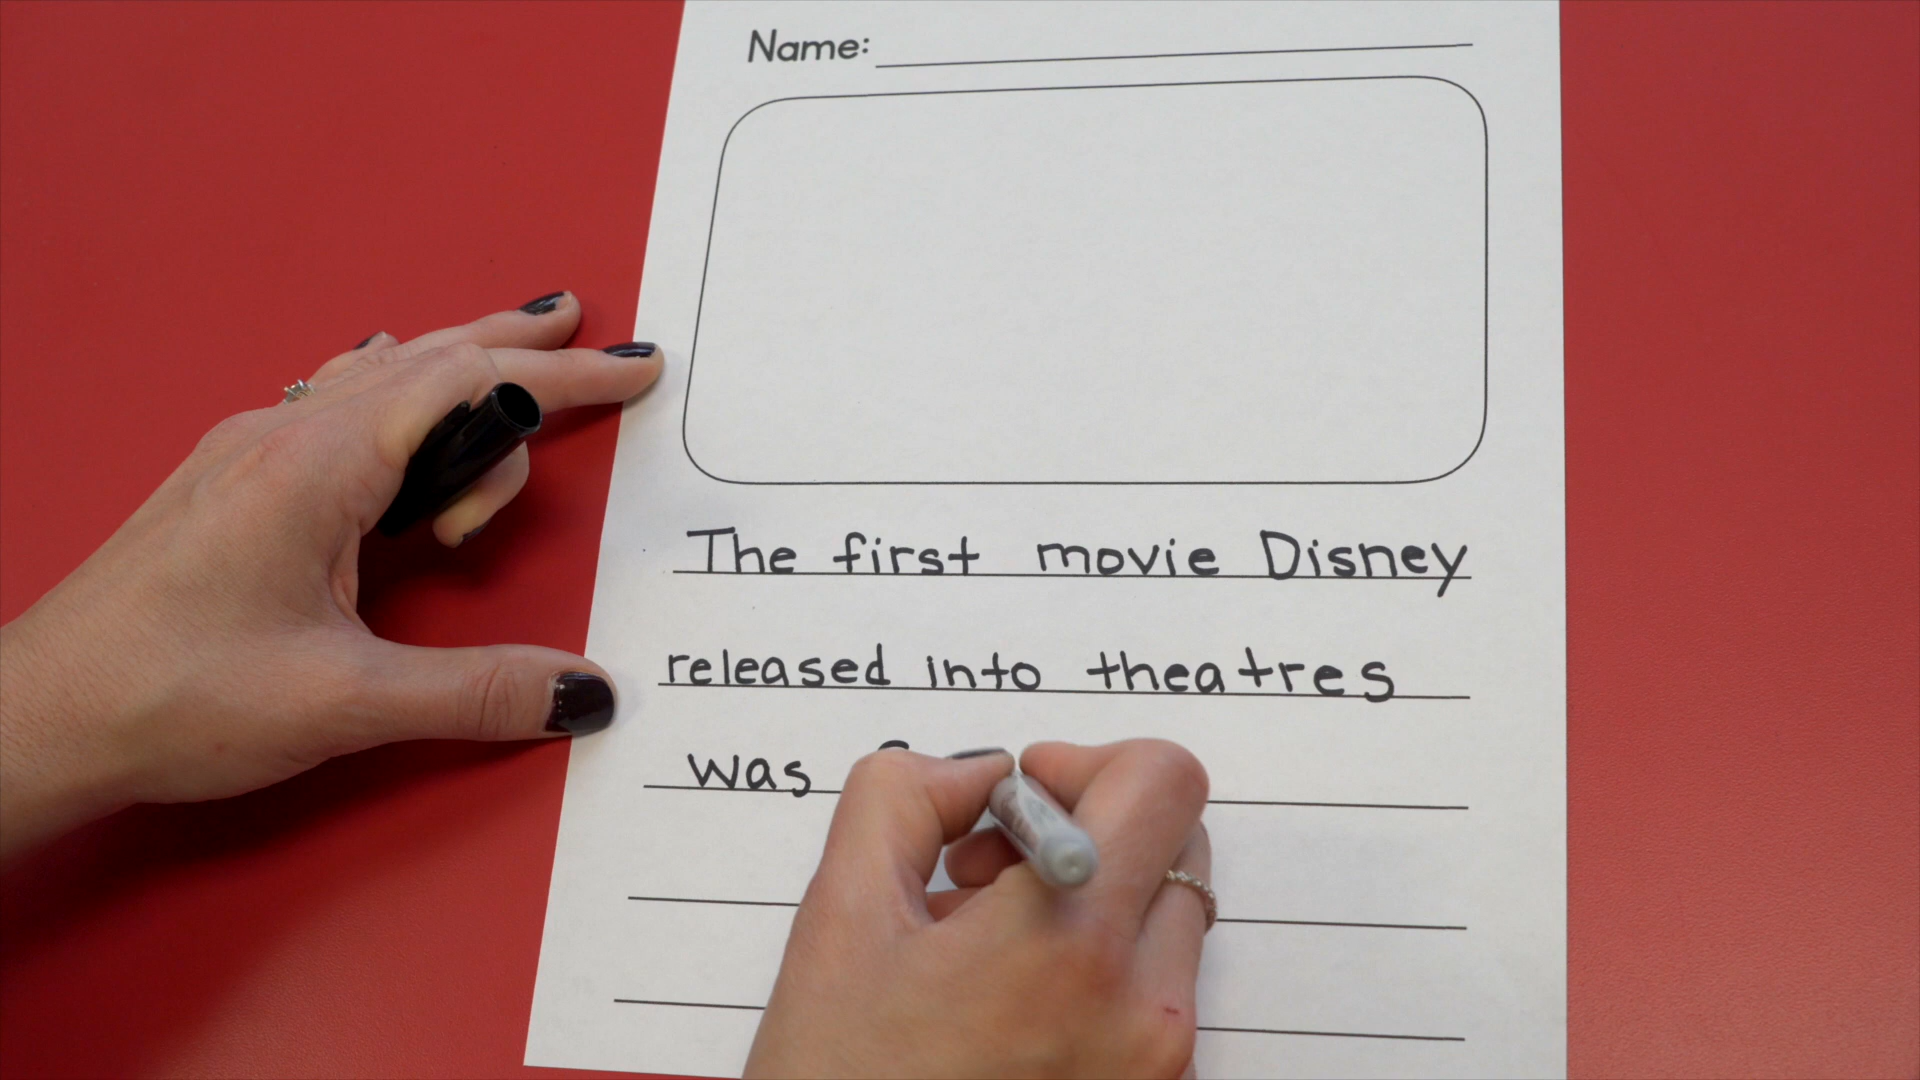 Name:
The first movie Disney
released into theatres
was